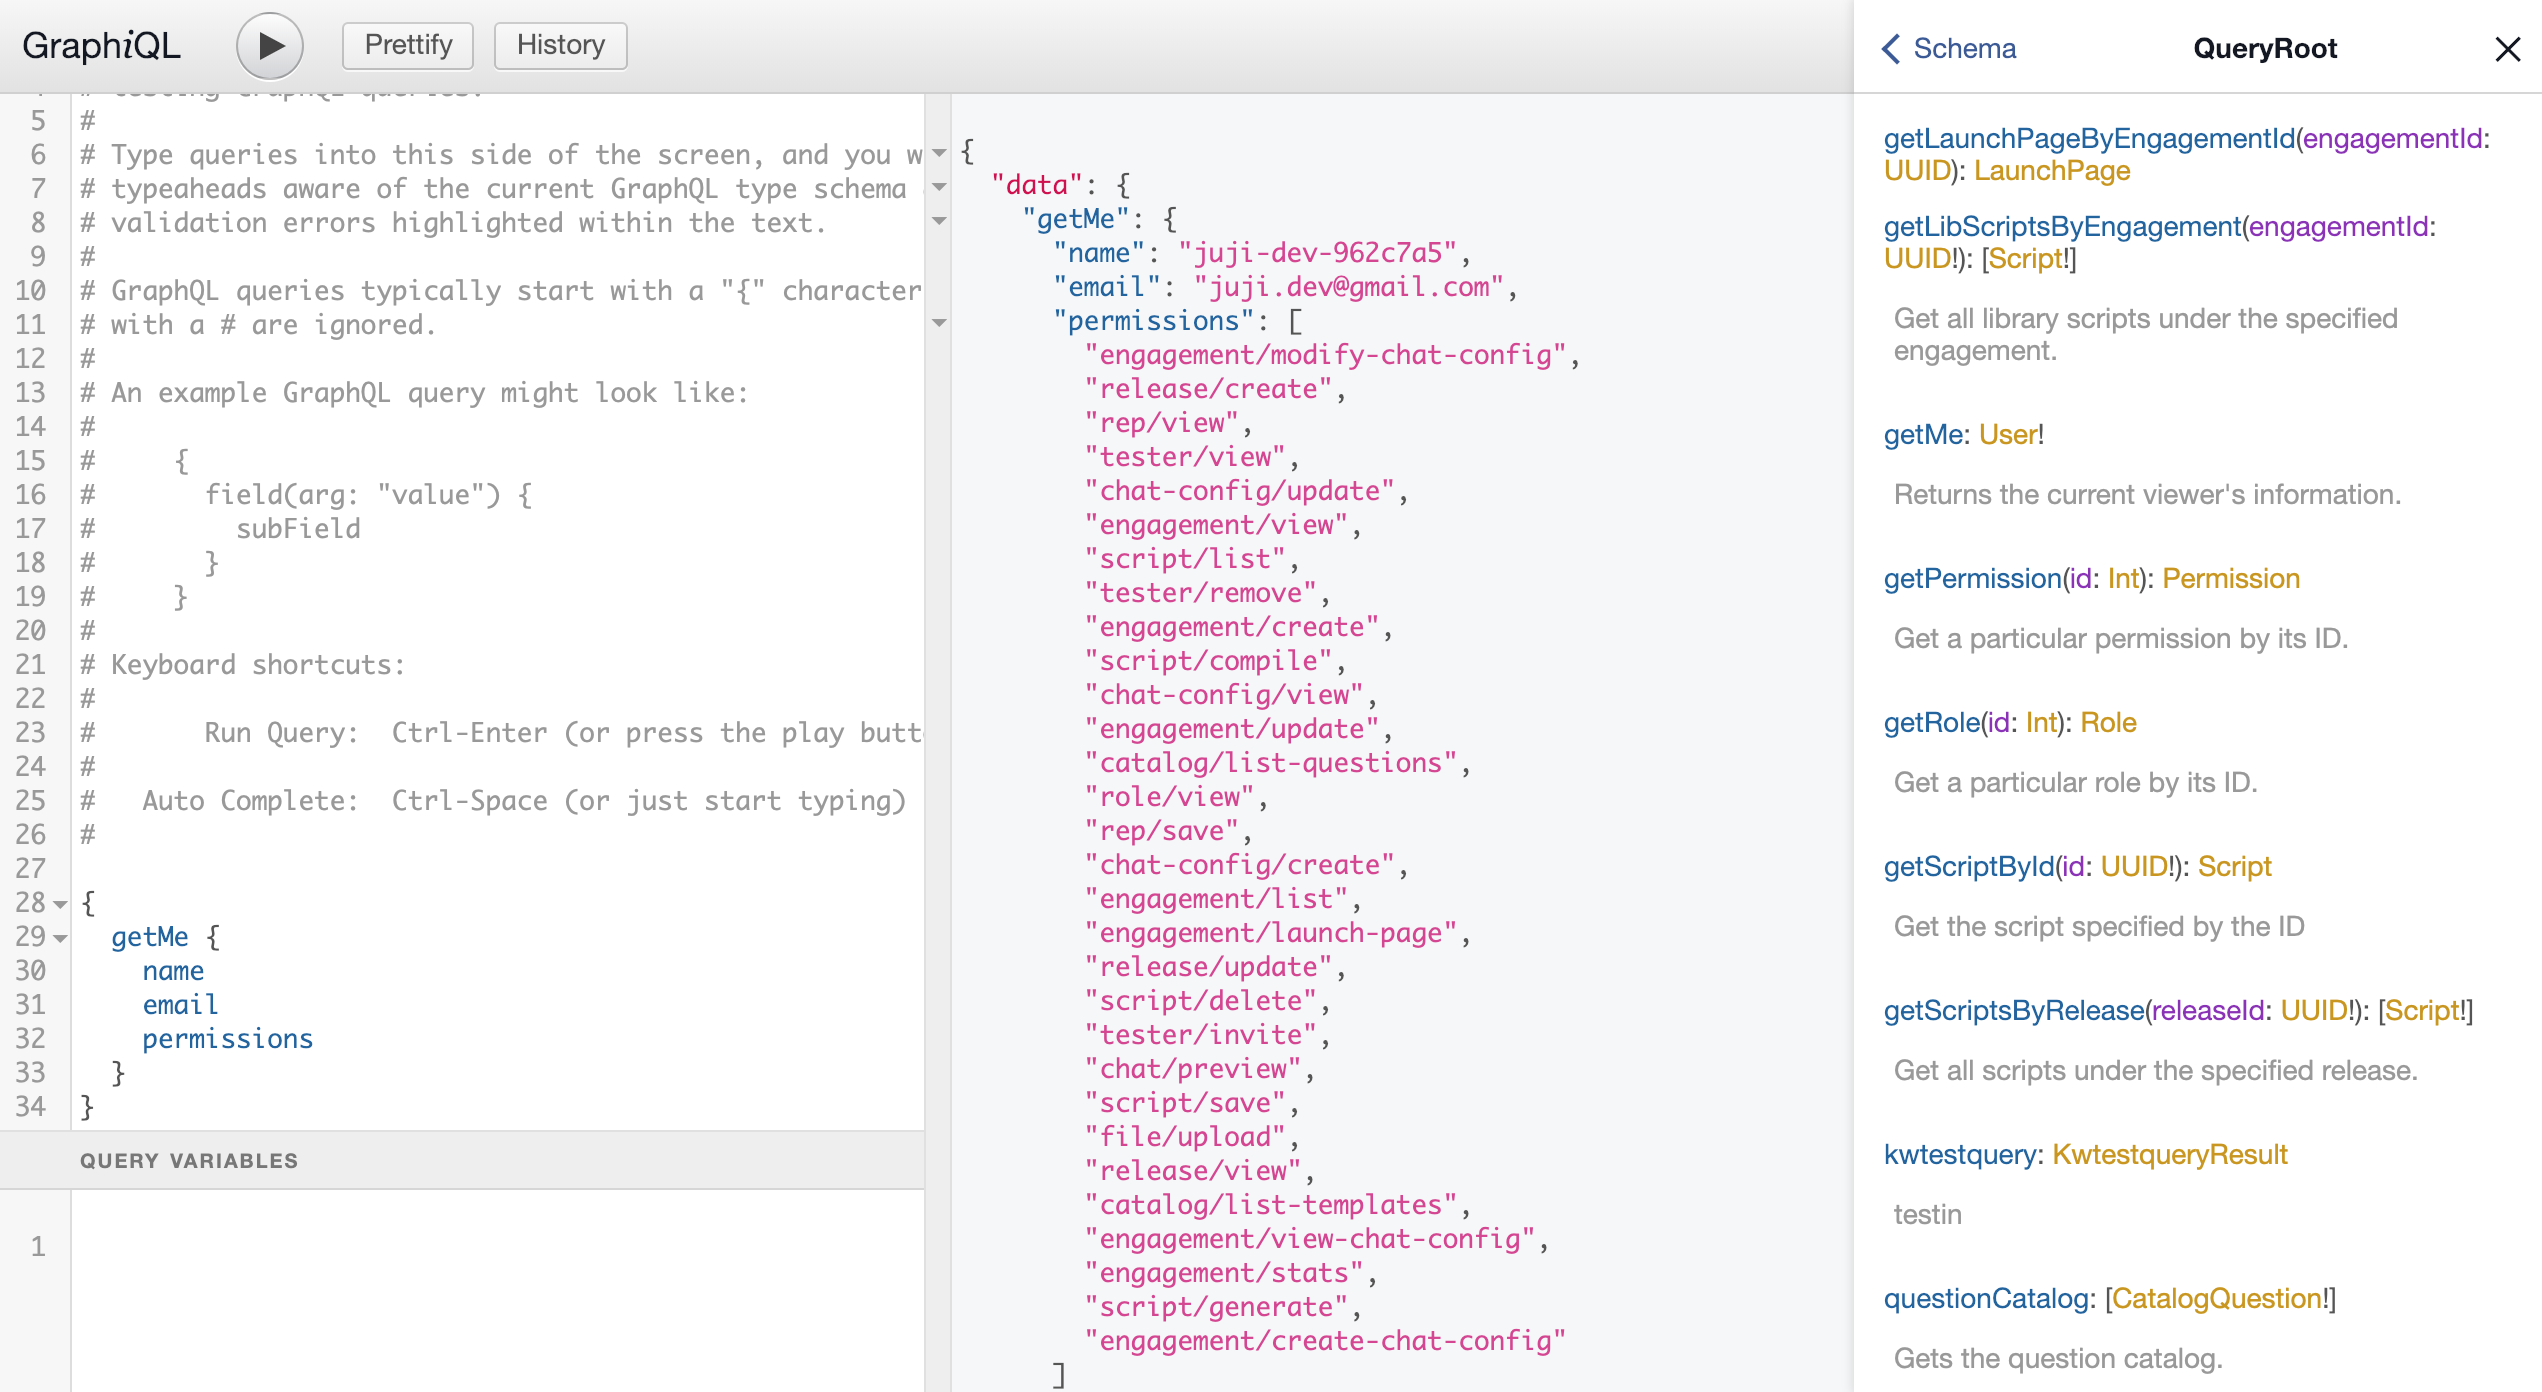 GraphiQL
Prettify
History
Schema
QueryRoot
5 #
6 # Type queries into this side of the screen, and you w
7 # typeaheads aware of the current GraphQL type schema
8 # validation errors highlighted within the text.
9 #
10 # GraphQL queries typically start with a "{" character
11 # with a # are ignored.
12 #
13 # An example GraphQL query might look like:
14 #
15 #     {
16 #       field(arg: "value") {
17 #         subField
18 #       }
19 #     }
20 #
21 # Keyboard shortcuts:
22 #
23 #       Run Query:  Ctrl-Enter (or press the play butt
24 #
25 #   Auto Complete:  Ctrl-Space (or just start typing)
26 #
27
28 {
29   getMe {
30     name
31     email
32     permissions
33   }
34 }
QUERY VARIABLES
1
{
  "data": {
    "getMe": {
      "name": "juji-dev-962c7a5",
      "email": "juji.dev@gmail.com",
      "permissions": [
        "engagement/modify-chat-config",
        "release/create",
        "rep/view",
        "tester/view",
        "chat-config/update",
        "engagement/view",
        "script/list",
        "tester/remove",
        "engagement/create",
        "script/compile",
        "chat-config/view",
        "engagement/update",
        "catalog/list-questions",
        "role/view",
        "rep/save",
        "chat-config/create",
        "engagement/list",
        "engagement/launch-page",
        "release/update",
        "script/delete",
        "tester/invite",
        "chat/preview",
        "script/save",
        "file/upload",
        "release/view",
        "catalog/list-templates",
        "engagement/view-chat-config",
        "engagement/stats",
        "script/generate",
        "engagement/create-chat-config"
      ]
getLaunchPageByEngagementId(engagementId:
UUID): LaunchPage
getLibScriptsByEngagement(engagementId:
UUID!): [Script!]
Get all library scripts under the specified
engagement.
getMe: User!
Returns the current viewer's information.
getPermission(id: Int): Permission
Get a particular permission by its ID.
getRole(id: Int): Role
Get a particular role by its ID.
getScriptById(id: UUID!): Script
Get the script specified by the ID
getScriptsByRelease(releaseId: UUID!): [Script!]
Get all scripts under the specified release.
kwtestquery: KwtestqueryResult
testin
questionCatalog: [CatalogQuestion!]
Gets the question catalog.